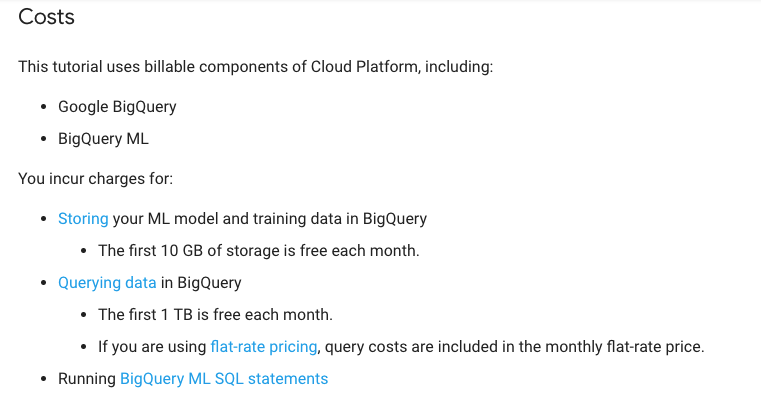 Costs
This tutorial uses billable components of Cloud Platform, including:
• Google BigQuery
• BigQuery ML
You incur charges for:
• Storing your ML model and training data in BigQuery
• The first 10 GB of storage is free each month.
• Querying data in BigQuery
• The first 1 TB is free each month.
• If you are using flat-rate pricing, query costs are included in the monthly flat-rate price.
• Running BigQuery ML SQL statements